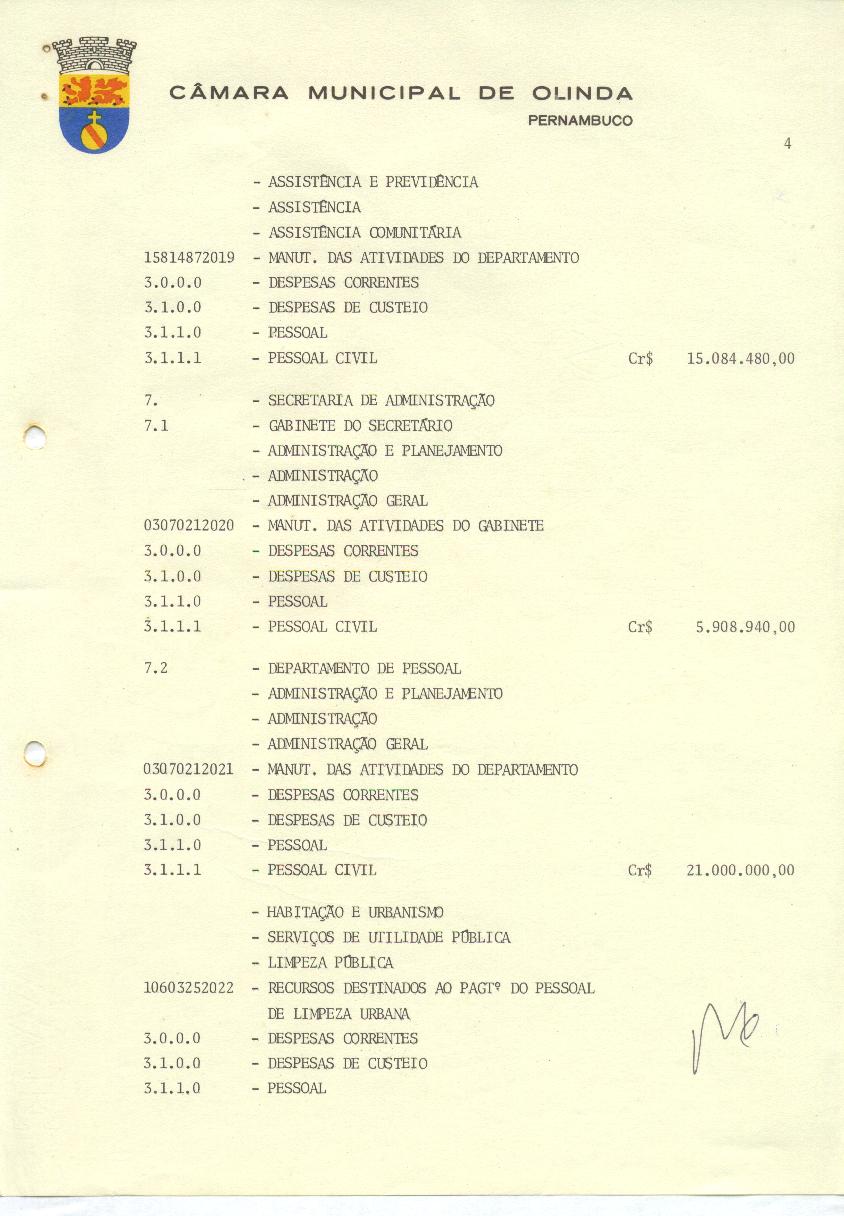 CÂMARA MUNICIPAL DE OLINDA
PERNAMBUCO
4
- ASSISTÊNCIA E PREVIDÊNCIA
- ASSISTÊNCIA
- ASSISTÊNCIA COMUNITÁRIA
15814872019 - MANUT. DAS ATIVIDADES DO DEPARTAMENTO
3.0.0.0 - DESPESAS CORRENTES
3.1.0.0 - DESPESAS DE CUSTEIO
3.1.1.0 - PESSOAL
3.1.1.1 - PESSOAL CIVIL Cr$ 15.084.480,00
7. - SECRETARIA DE ADMINISTRAÇÃO
7.1 - GABINETE DO SECRETÁRIO
- ADMINISTRAÇÃO E PLANEJAMENTO
- ADMINISTRAÇÃO
- ADMINISTRAÇÃO GERAL
03070212020 - MANUT. DAS ATIVIDADES DO GABINETE
3.0.0.0 - DESPESAS CORRENTES
3.1.0.0 - DESPESAS DE CUSTEIO
3.1.1.0 - PESSOAL
3.1.1.1 - PESSOAL CIVIL Cr$ 5.908.940,00
7.2 - DEPARTAMENTO DE PESSOAL
- ADMINISTRAÇÃO E PLANEJAMENTO
- ADMINISTRAÇÃO
- ADMINISTRAÇÃO GERAL
03070212021 - MANUT. DAS ATIVIDADES DO DEPARTAMENTO
3.0.0.0 - DESPESAS CORRENTES
3.1.0.0 - DESPESAS DE CUSTEIO
3.1.1.0 - PESSOAL
3.1.1.1 - PESSOAL CIVIL Cr$ 21.000.000,00
- HABITAÇÃO E URBANISMO
- SERVIÇOS DE UTILIDADE PÚBLICA
- LIMPEZA PÚBLICA
10603252022 - RECURSOS DESTINADOS AO PAGTº DO PESSOAL
DE LIMPEZA URBANA
3.0.0.0 - DESPESAS CORRENTES
3.1.0.0 - DESPESAS DE CUSTEIO
3.1.1.0 - PESSOAL